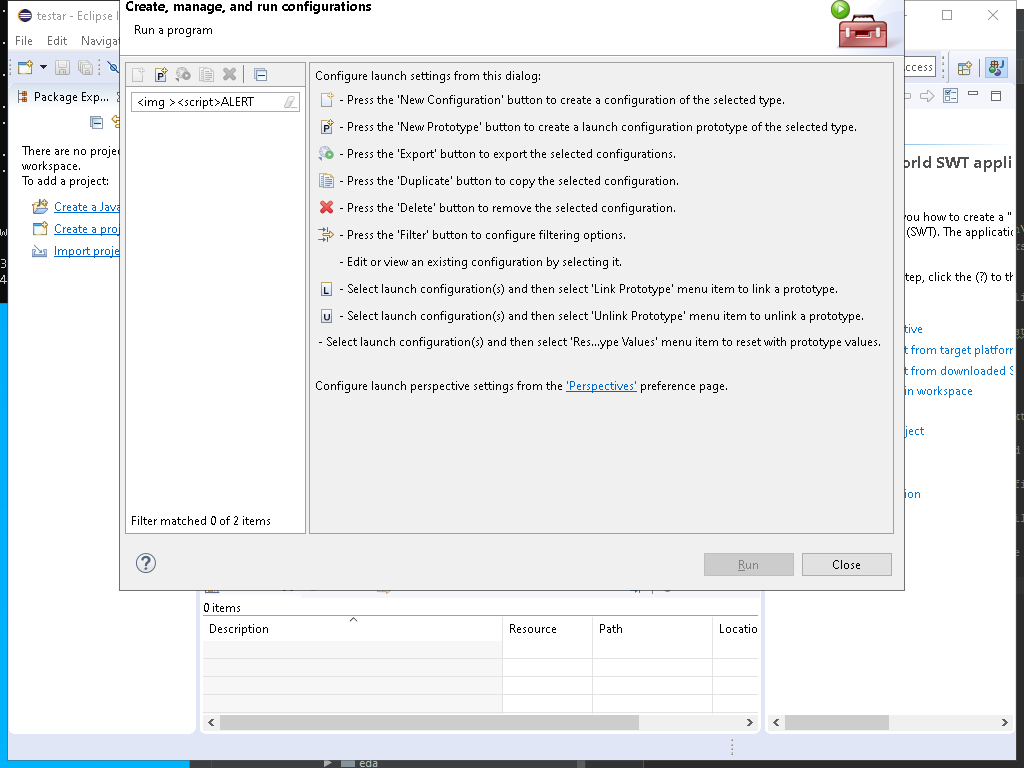 Create, manage, and run configurations
testar - Eclipse I
Run a program
File Edit Naviga
ccess
Package Exp...
<img ><script>ALERT
Configure launch settings from this dialog:
- Press the 'New Configuration' button to create a configuration of the selected type.
- Press the 'New Prototype' button to create a launch configuration prototype of the selected type.
- Press the 'Export' button to export the selected configurations.
- Press the 'Duplicate' button to copy the selected configuration.
- Press the 'Delete' button to remove the selected configuration.
- Press the 'Filter' button to configure filtering options.
- Edit or view an existing configuration by selecting it.
L - Select launch configuration(s) and then select 'Link Prototype' menu item to link a prototype.
U - Select launch configuration(s) and then select 'Unlink Prototype' menu item to unlink a prototype.
- Select launch configuration(s) and then select 'Res...ype Values' menu item to reset with prototype values.
Configure launch perspective settings from the 'Perspectives' preference page.
There are no proje
workspace.
To add a project:
Create a Java
Create a proj
Import proje
orld SWT appli
you how to create a "
(SWT). The applicatio
tep, click the (?) to th
tive
t from target platform
t from downloaded S
in workspace
ject
ion
Filter matched 0 of 2 items
Run
Close
0 items
Description Resource Path Locatio
eda